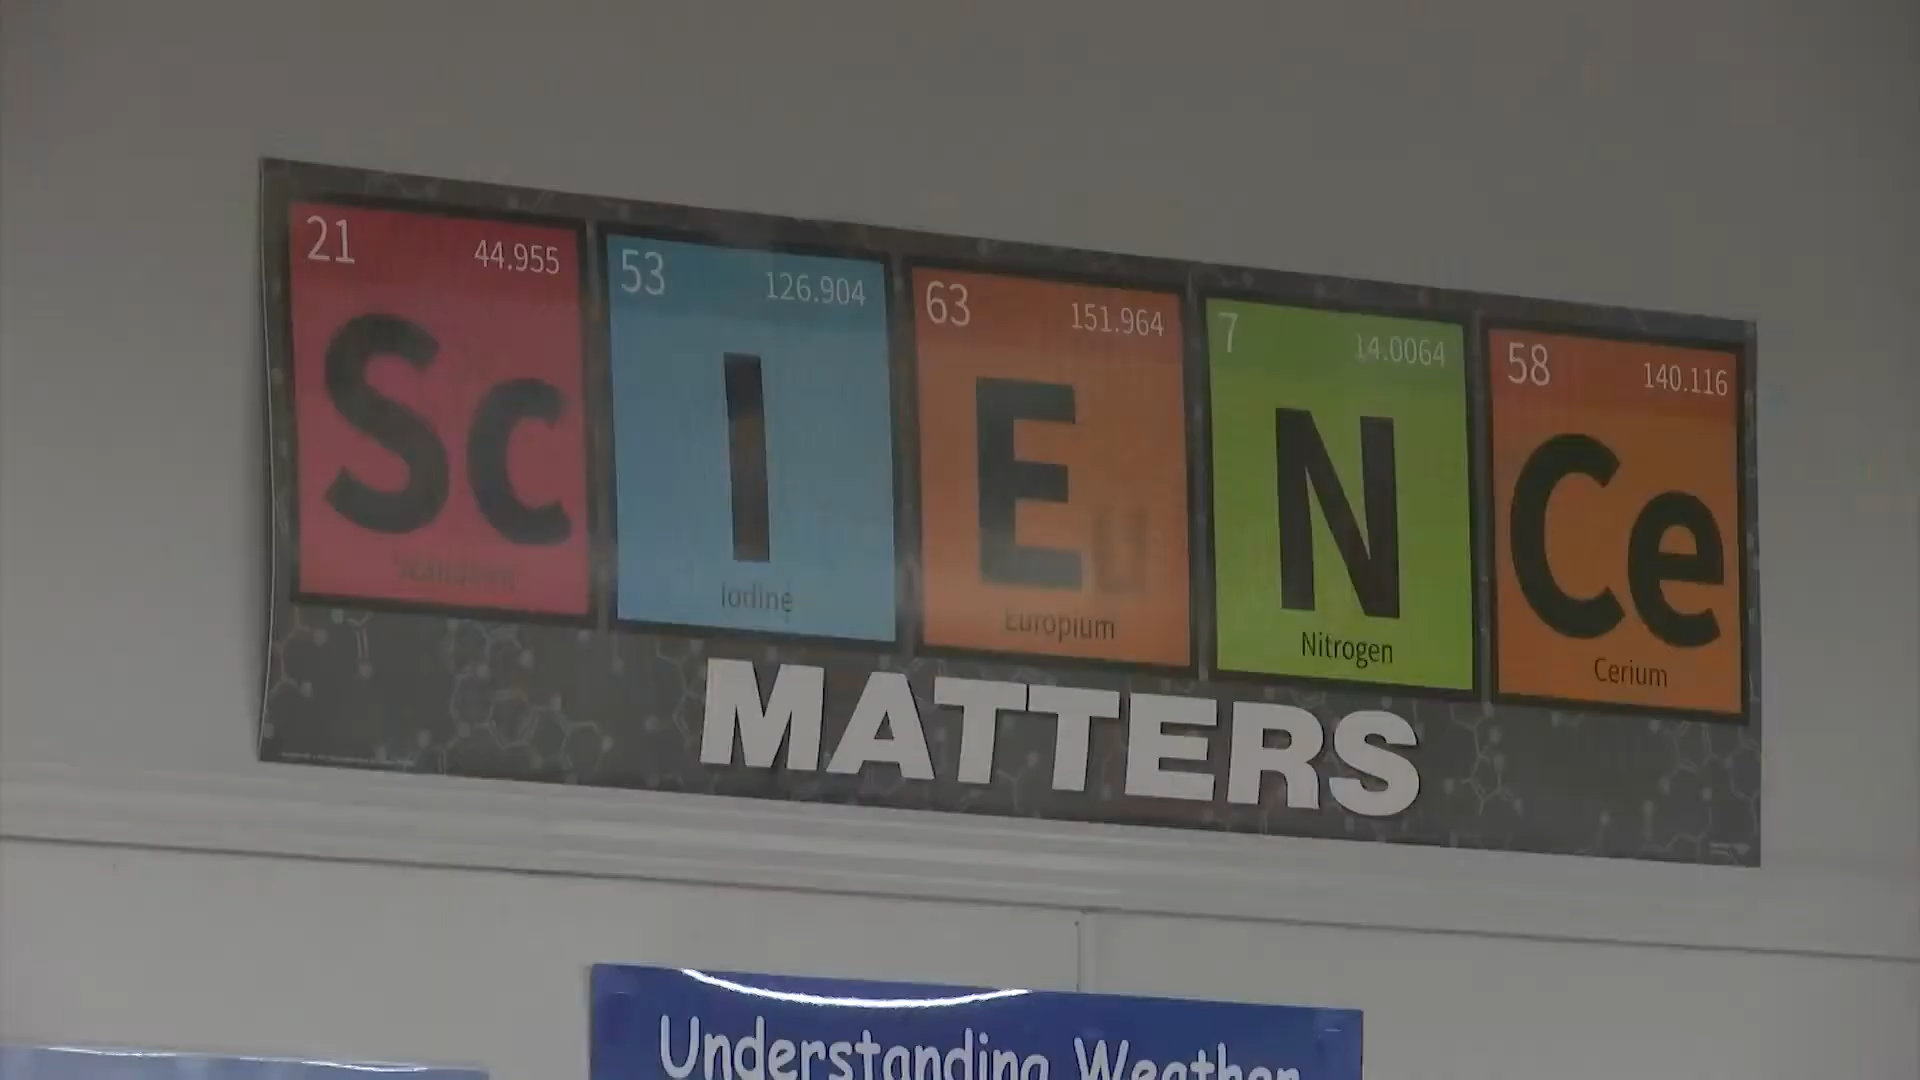 21 44.955 53 126.904 63 151.964 7 14.0064 58 140.116
Sc I Eu N Ce
Scandium Iodine Europium Nitrogen Cerium
MATTERS
Understanding Weather